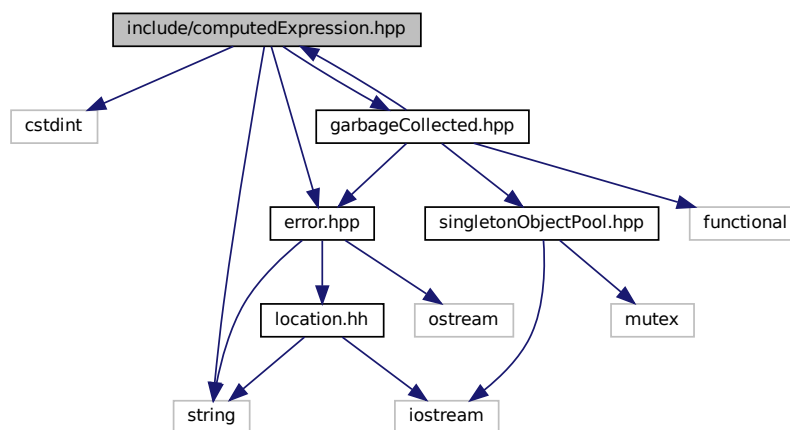 include/computedExpression.hpp
cstdint
garbageCollected.hpp
error.hpp
singletonObjectPool.hpp
functional
location.hh
ostream
mutex
string
iostream